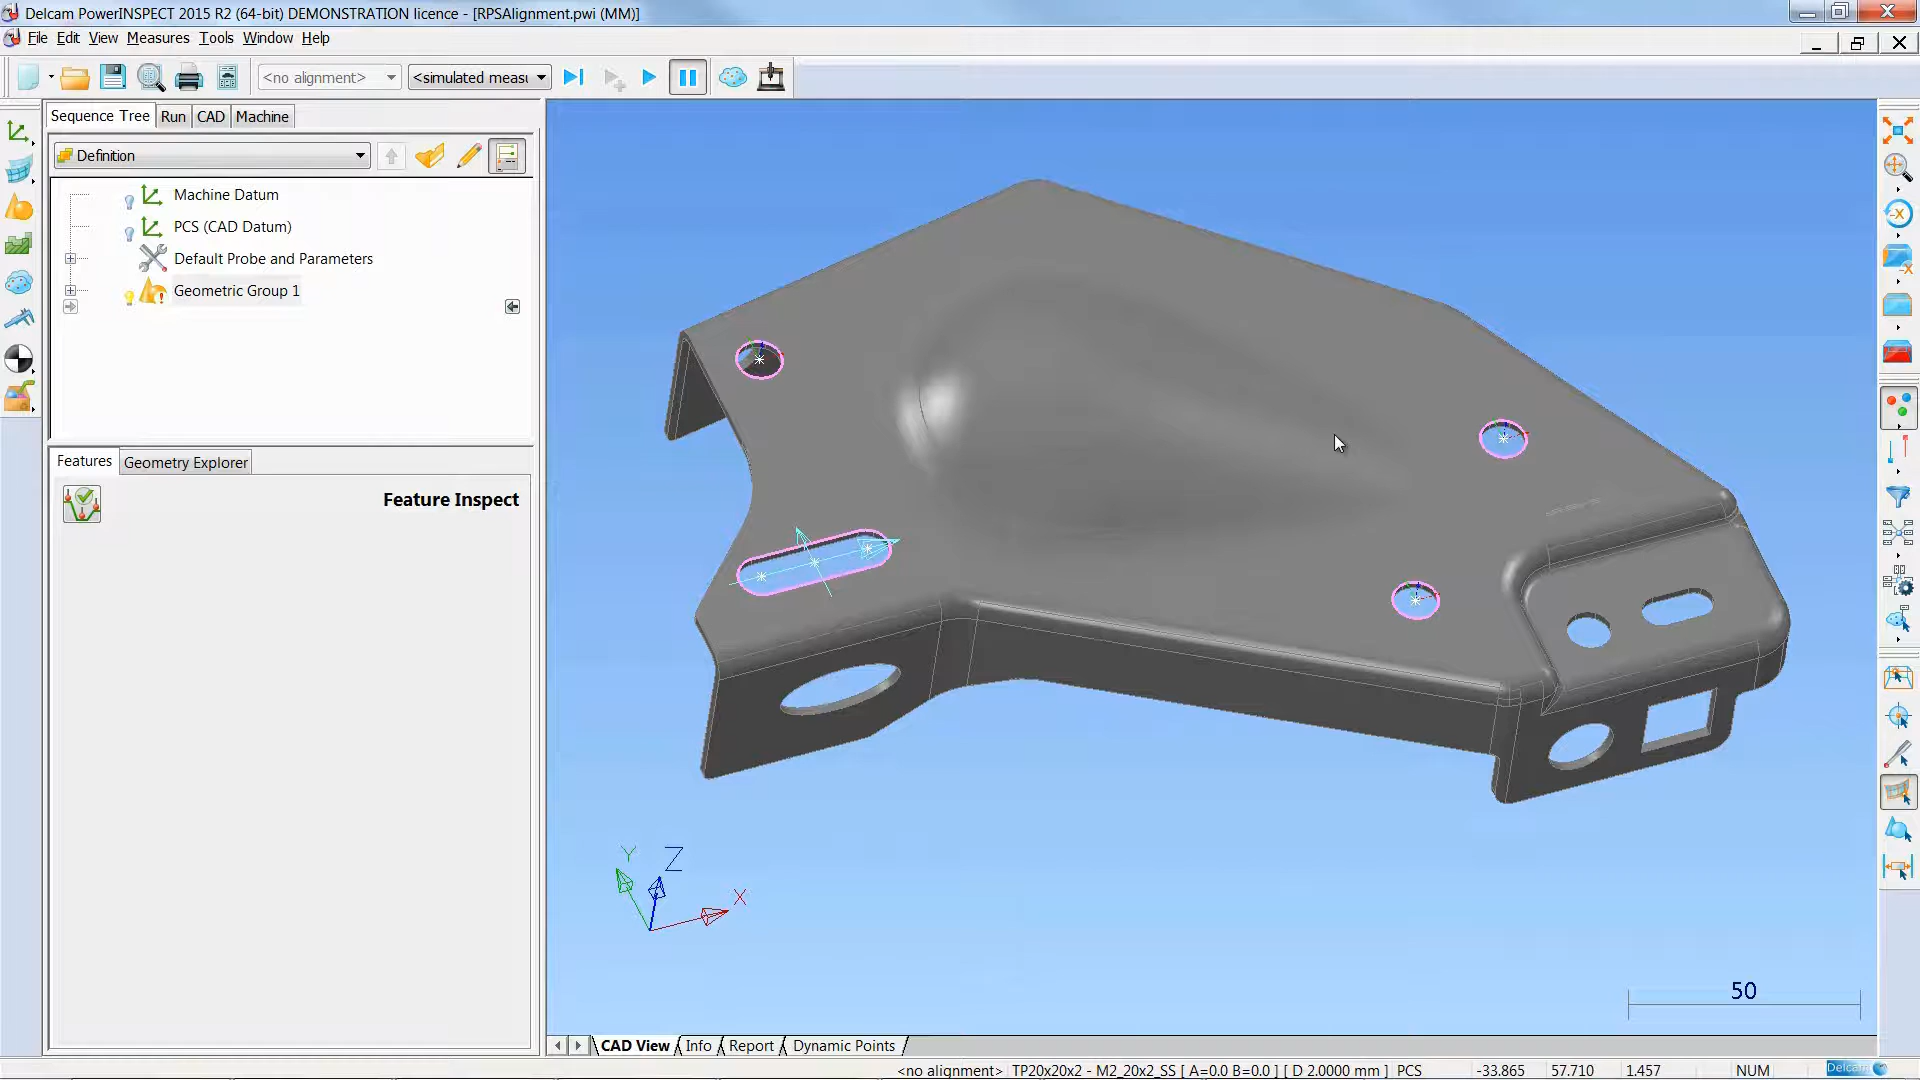 Delcam PowerINSPECT 2015 R2 (64-bit) DEMONSTRATION licence - [RPSAlignment.pwi (MM)]
File Edit View Measures Tools Window Help
<no alignment> <simulated measu
Sequence Tree Run CAD Machine
Definition
Machine Datum
PCS (CAD Datum)
Default Probe and Parameters
Geometric Group 1
Features Geometry Explorer
Feature Inspect
Y Z X
50
CAD View Info Report Dynamic Points
<no alignment> TP20x20x2 - M2_20x2_SS [ A=0.0 B=0.0 ] [ D 2.0000 mm ] PCS -33.865 57.710 1.457 NUM Delcam